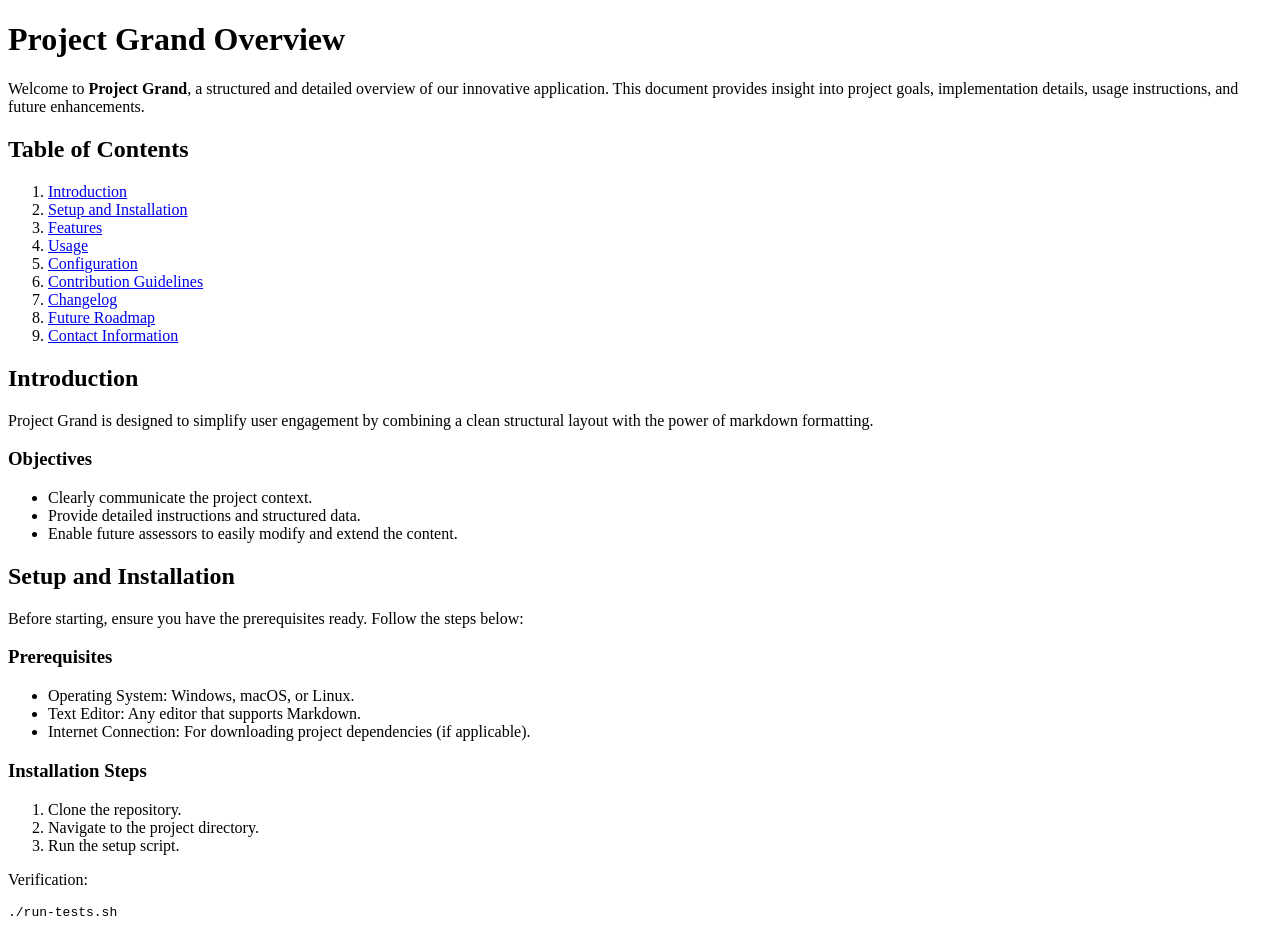 Project Grand Overview
Welcome to Project Grand, a structured and detailed overview of our innovative application. This document provides insight into project goals, implementation details, usage instructions, and
future enhancements.
Table of Contents
1. Introduction
2. Setup and Installation
3. Features
4. Usage
5. Configuration
6. Contribution Guidelines
7. Changelog
8. Future Roadmap
9. Contact Information
Introduction
Project Grand is designed to simplify user engagement by combining a clean structural layout with the power of markdown formatting.
Objectives
• Clearly communicate the project context.
• Provide detailed instructions and structured data.
• Enable future assessors to easily modify and extend the content.
Setup and Installation
Before starting, ensure you have the prerequisites ready. Follow the steps below:
Prerequisites
• Operating System: Windows, macOS, or Linux.
• Text Editor: Any editor that supports Markdown.
• Internet Connection: For downloading project dependencies (if applicable).
Installation Steps
1. Clone the repository.
2. Navigate to the project directory.
3. Run the setup script.
Verification:
./run-tests.sh